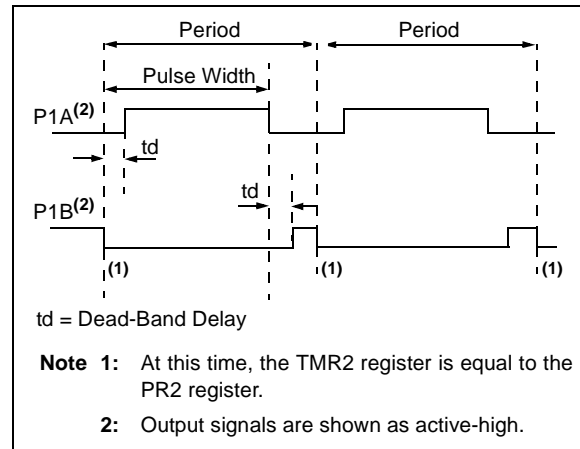 Period
Period
Pulse Width
P1A(2)
td
td
P1B(2)
(1)
(1)
(1)
td = Dead-Band Delay
Note 1: At this time, the TMR2 register is equal to the
PR2 register.
2: Output signals are shown as active-high.